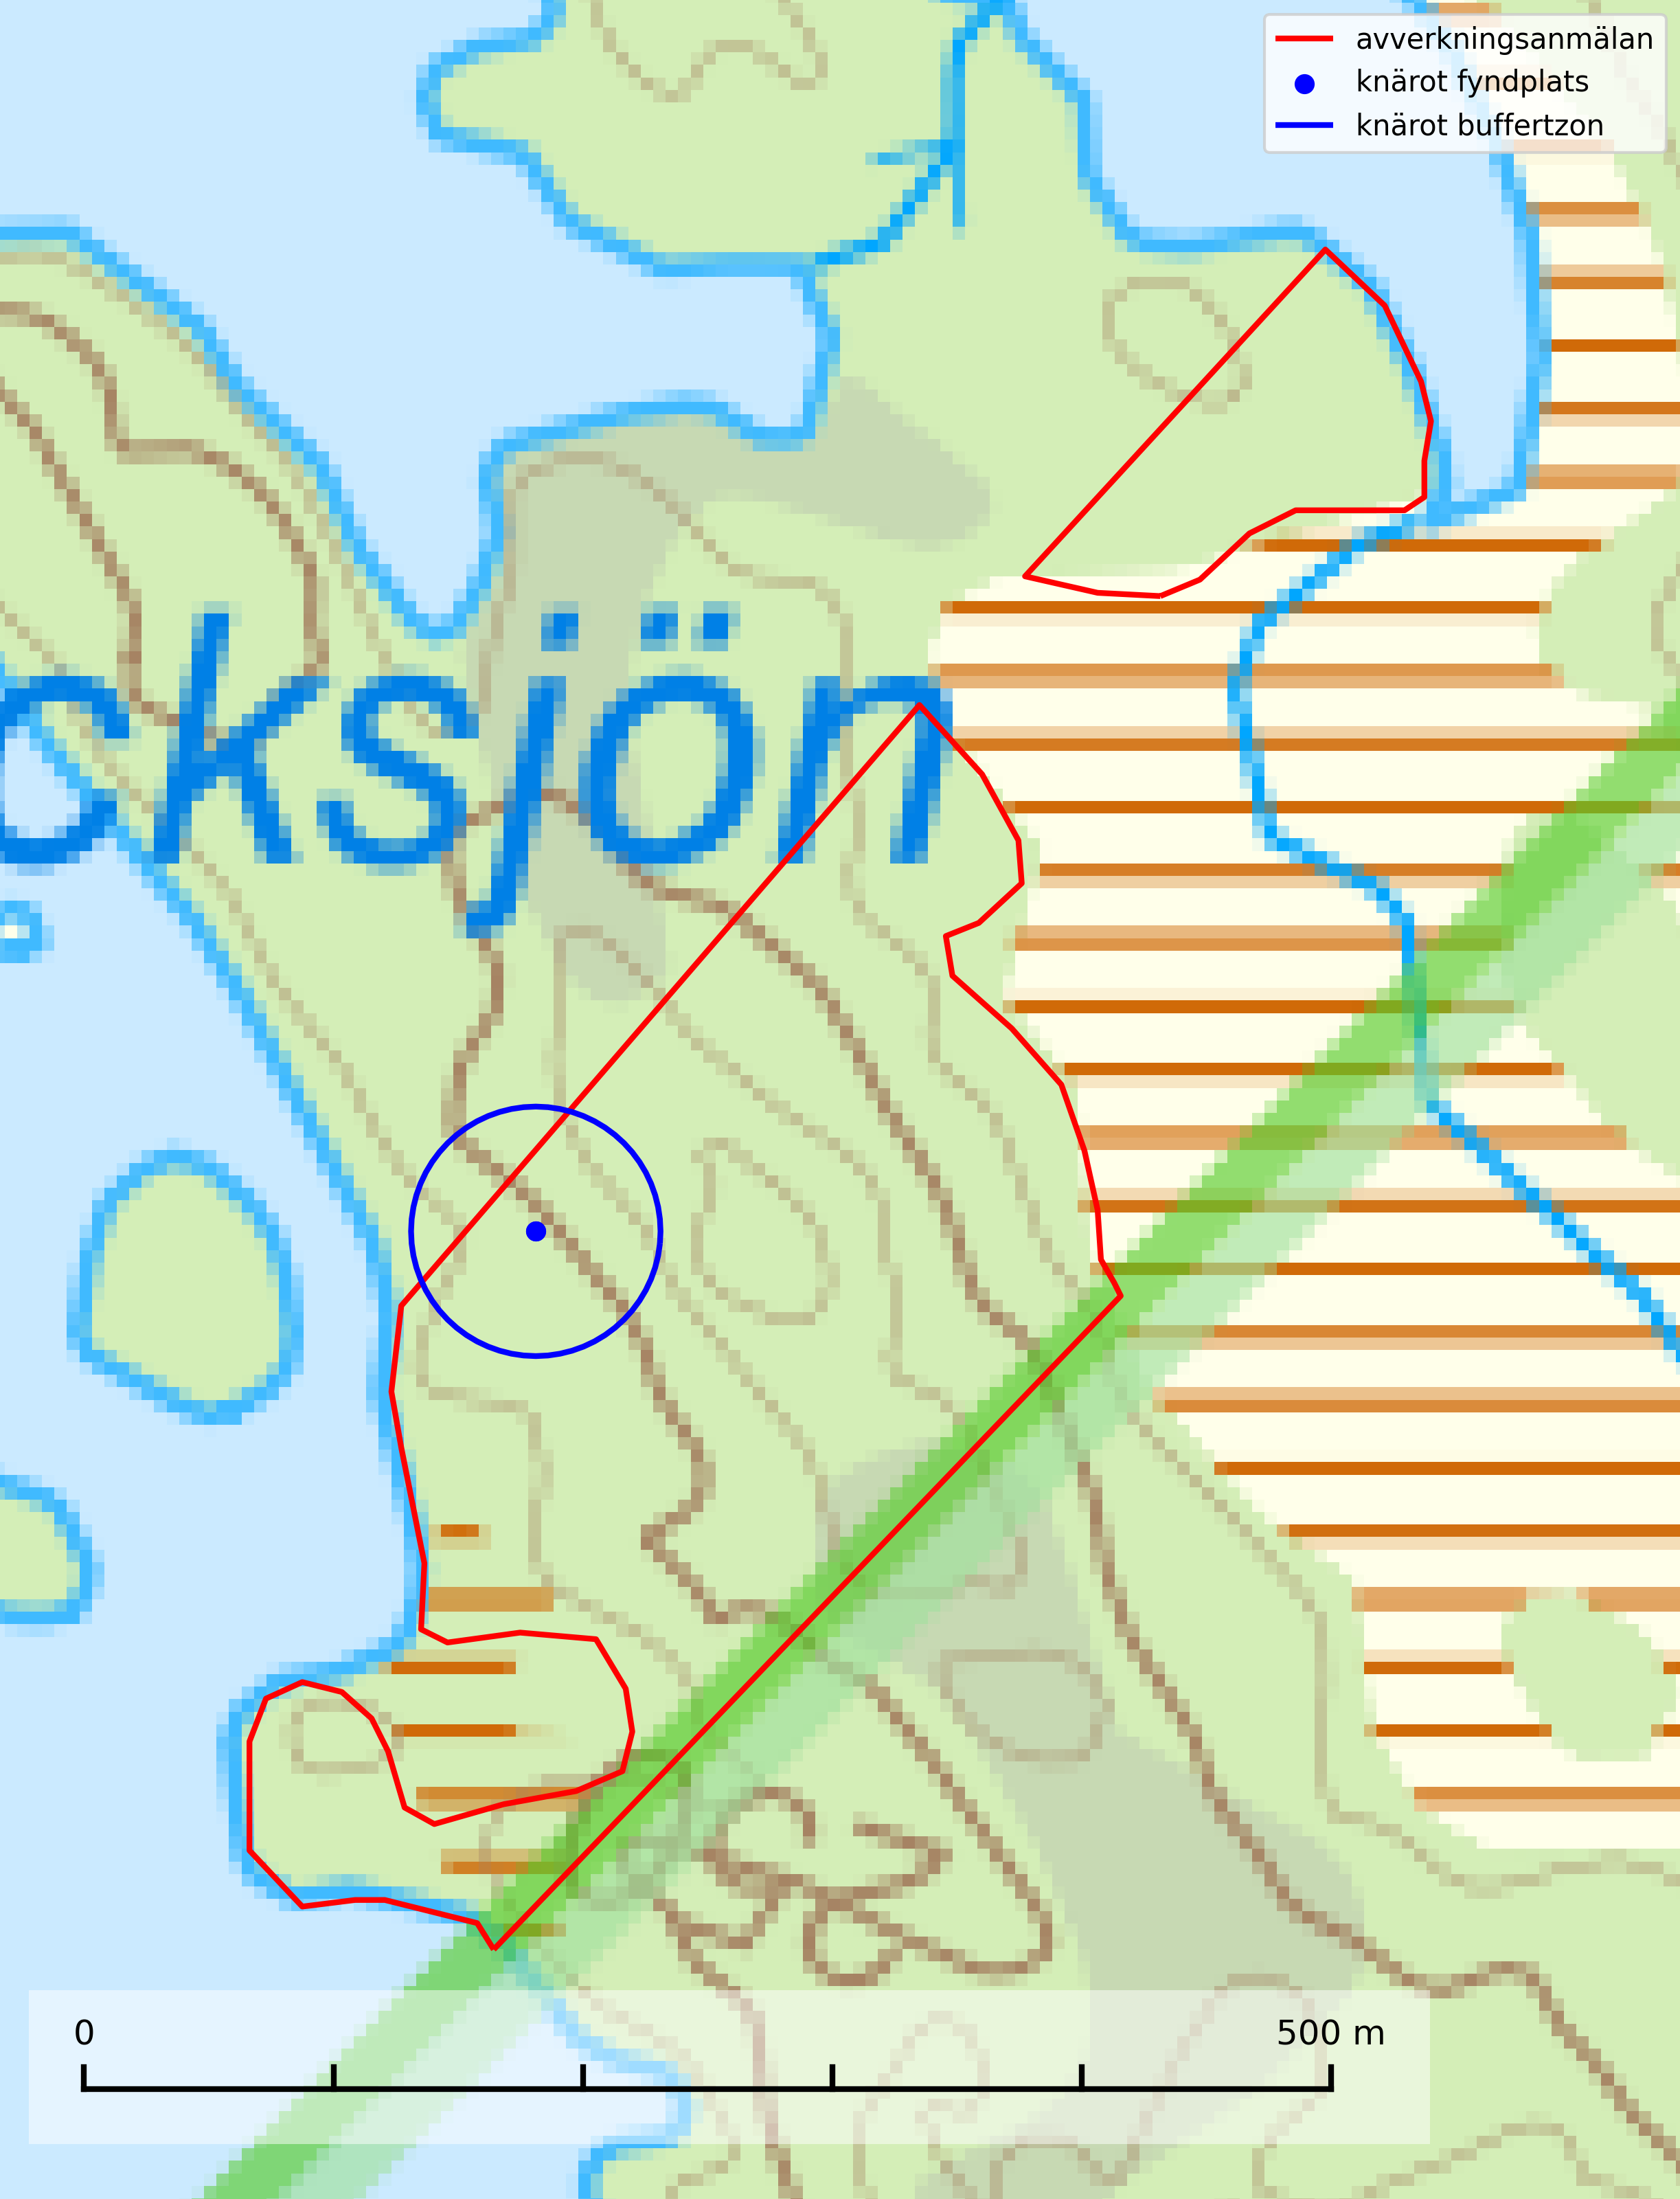 avverkningsanmälan
knärot fyndplats
knärot buffertzon
cksjön
0 500 m